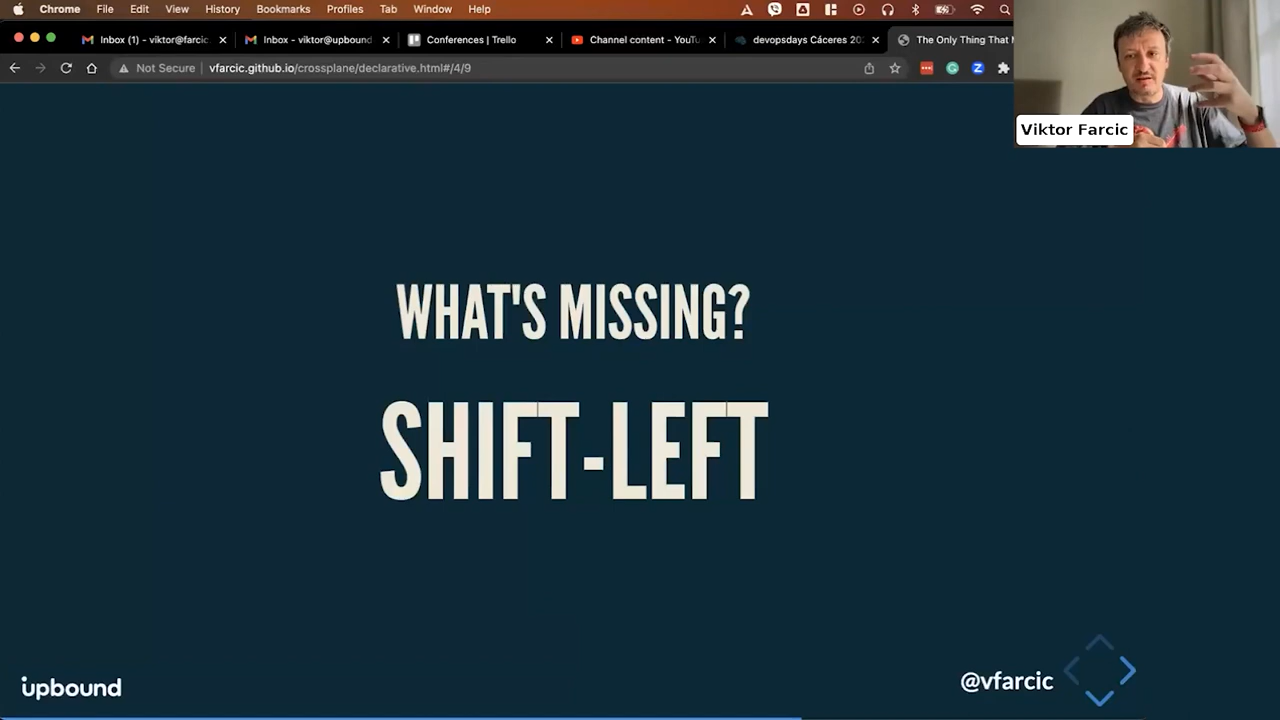 Chrome File Edit View History Bookmarks Profiles Tab Window Help
Inbox (1) - viktor@farcic. Inbox - viktor@upbound Conferences | Trello Channel content - YouTu devopsdays Cáceres 202 The Only Thing That M
Not Secure vfarcic.github.io/crossplane/declarative.html#/4/9
Viktor Farcic
WHAT'S MISSING?
SHIFT-LEFT
upbound
@vfarcic